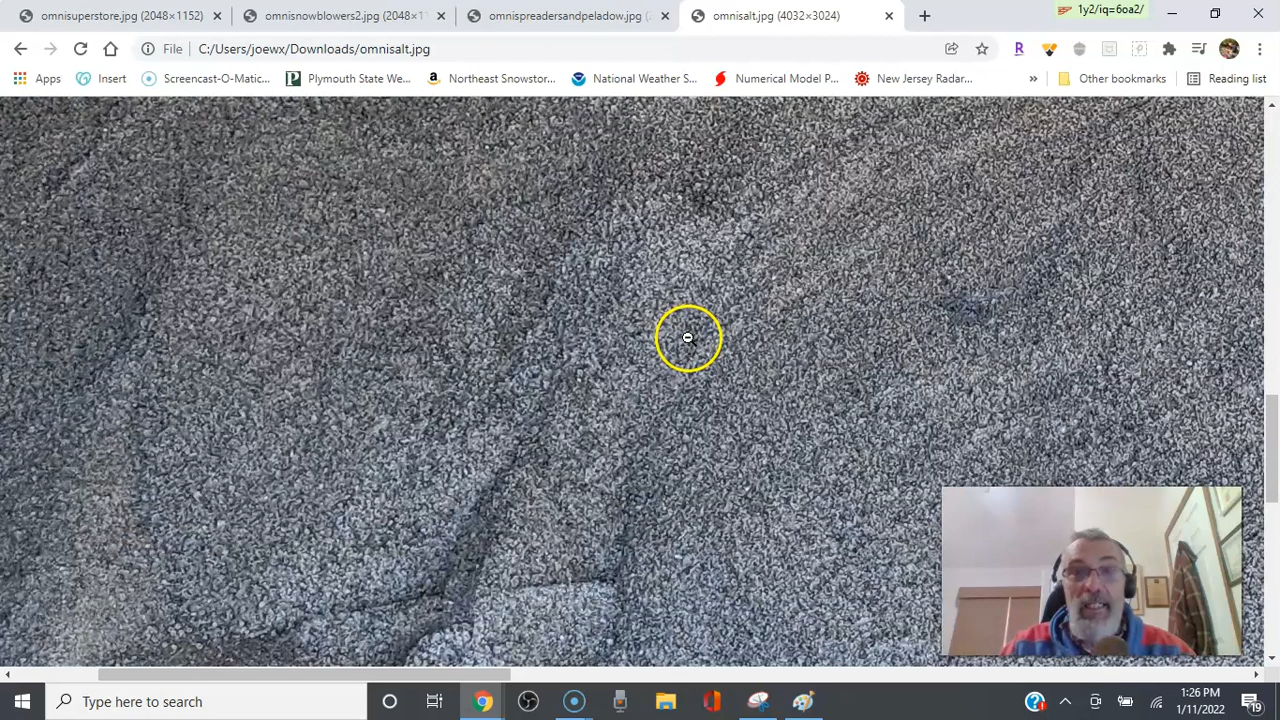 omnisuperstore.jpg (2048×1152)
omnisnowblowers2.jpg (2048×11
omnispreadersandpeladow.jpg (
omnisalt.jpg (4032×3024)
1y2/iq=6oa2/
File C:/Users/joewx/Downloads/omnisalt.jpg
Apps Insert Screencast-O-Matic... Plymouth State We... Northeast Snowstor... National Weather S... Numerical Model P... New Jersey Radar... » Other bookmarks Reading list
Type here to search
1:26 PM
1/11/2022
19